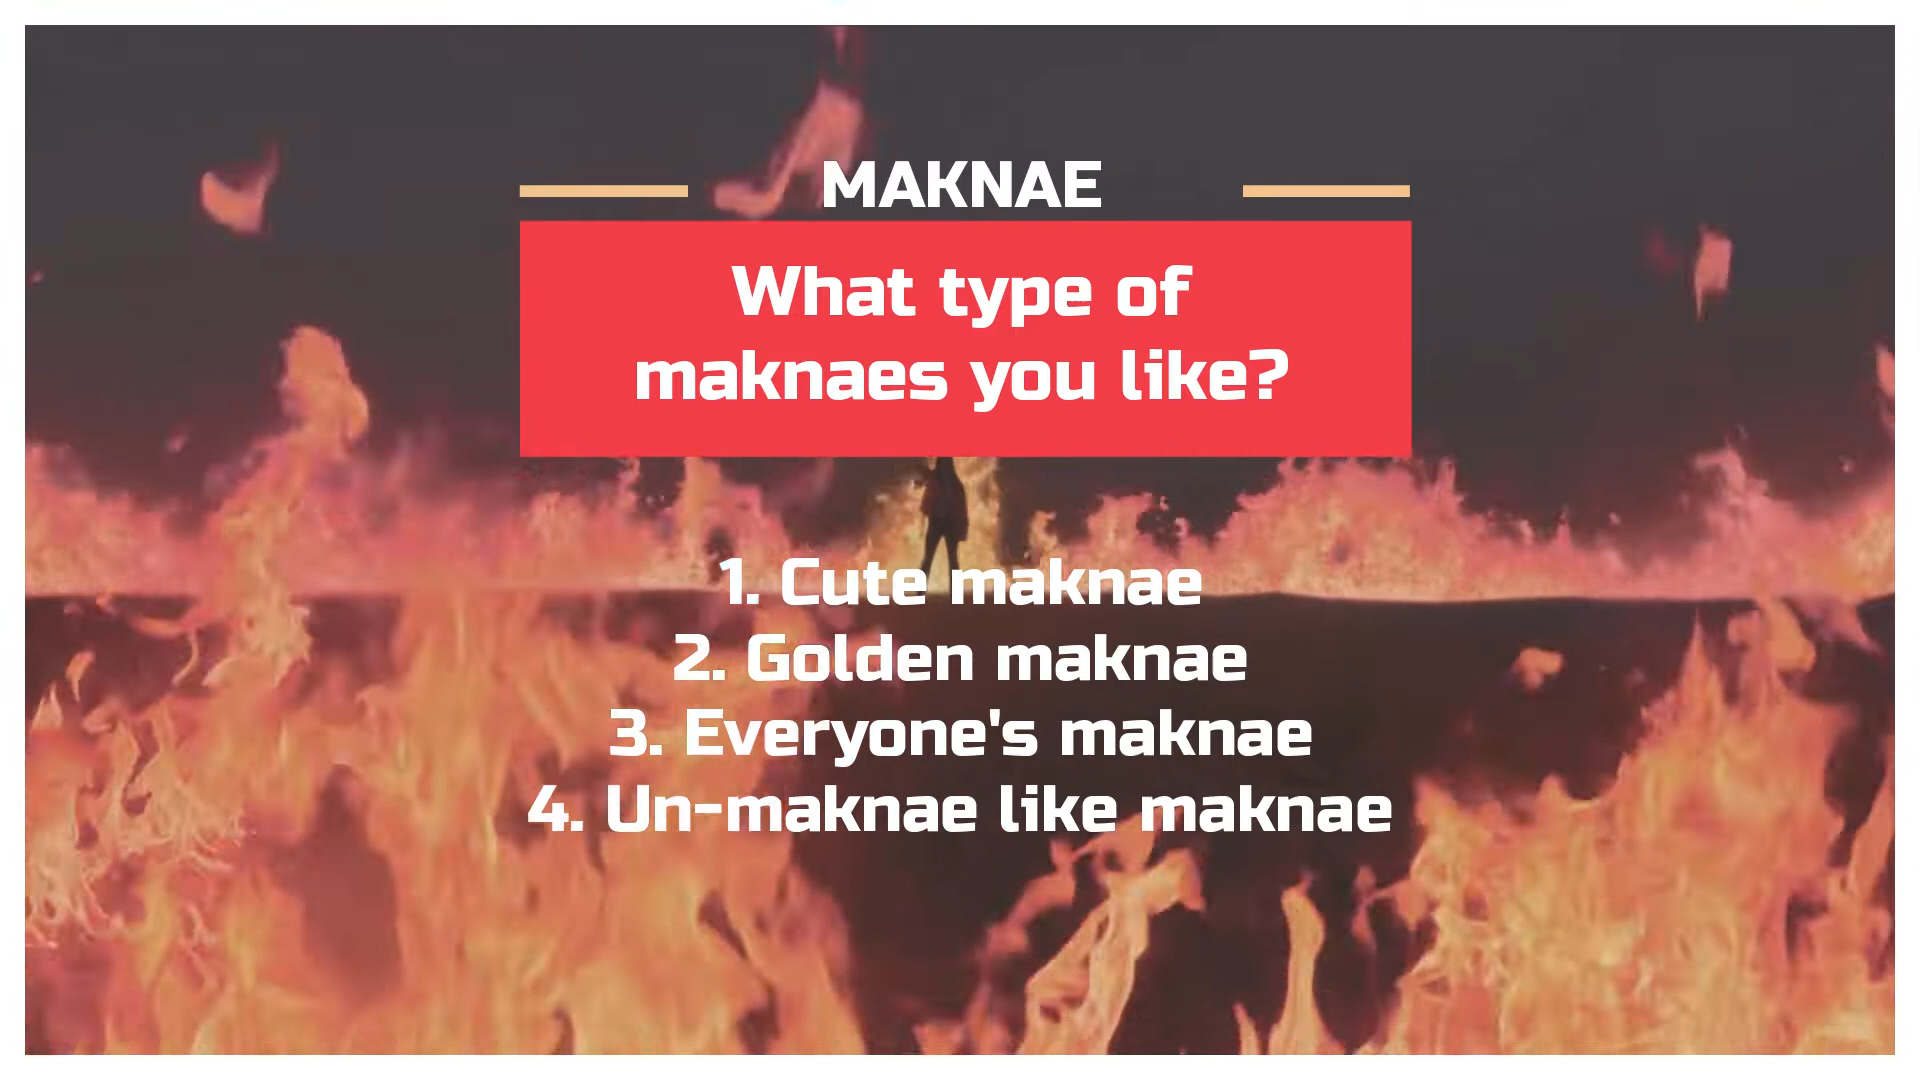 MAKNAE
What type of
maknaes you like?
1. Cute maknae
2. Golden maknae
3. Everyone's maknae
4. Un-maknae like maknae